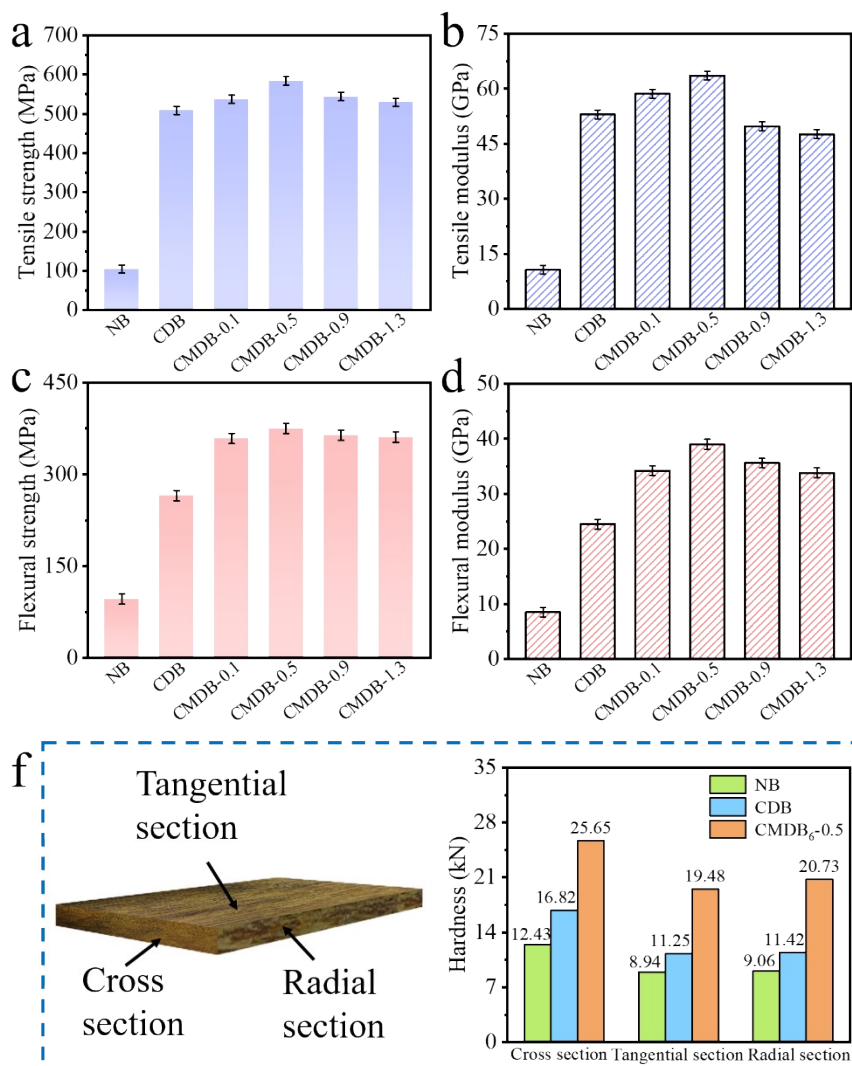 a
Tensile strength (MPa)
700
600
500
400
300
200
100
0
NB
CDB
CMDB-0.1
CMDB-0.5
CMDB-0.9
CMDB-1.3
b
Tensile modulus (GPa)
75
60
45
30
15
0
NB
CDB
CMDB-0.1
CMDB-0.5
CMDB-0.9
CMDB-1.3
c
Flexural strength (MPa)
450
300
150
0
NB
CDB
CMDB-0.1
CMDB-0.5
CMDB-0.9
CMDB-1.3
d
Flexural modulus (GPa)
50
40
30
20
10
0
NB
CDB
CMDB-0.1
CMDB-0.5
CMDB-0.9
CMDB-1.3
f
Tangential
section
Cross
section
Radial
section
Hardness (kN)
35
28
21
14
7
0
NB
CDB
CMDB₆-0.5
12.43
16.82
25.65
8.94
11.25
19.48
9.06
11.42
20.73
Cross section
Tangential section
Radial section